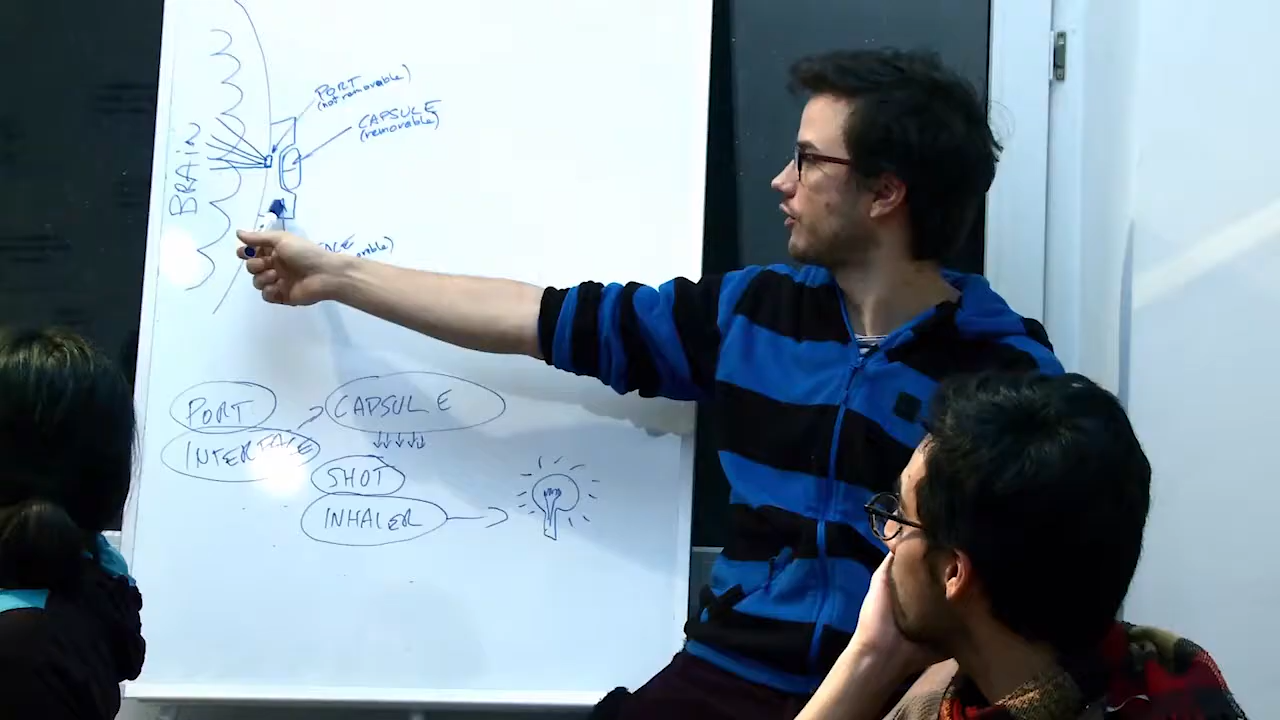 PORT
(not removable)
CAPSULE
(removable)
BRAIN
PORT
CAPSULE
INTERFACE
SHOT
INHALER